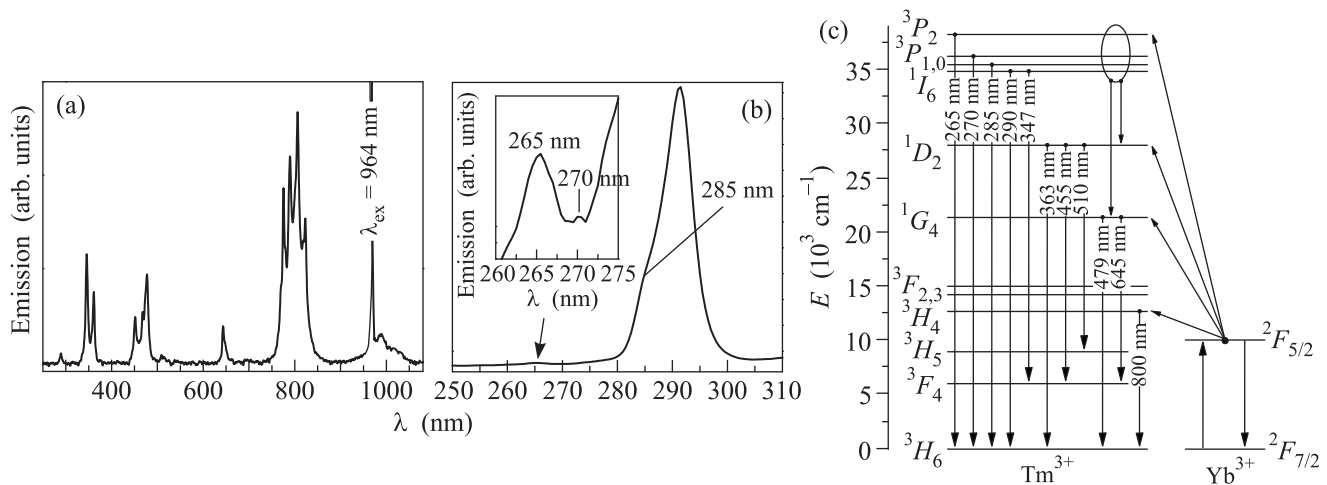 (a)
Emission (arb. units)
λex = 964 nm
400 600 800 1000
λ (nm)
(b)
Emission (arb. units)
265 nm
270 nm
285 nm
260 265 270 275
λ (nm)
250 260 270 280 290 300 310
(c)
E (10³ cm⁻¹)
35
30
25
20
15
10
5
0
³P₂
³P₁,₀
¹I₆
¹D₂
¹G₄
³F₂,₃
³H₄
³H₅
³F₄
³H₆
265 nm
270 nm
285 nm
290 nm
347 nm
363 nm
455 nm
510 nm
479 nm
645 nm
800 nm
²F₅/₂
²F₇/₂
Tm³⁺
Yb³⁺